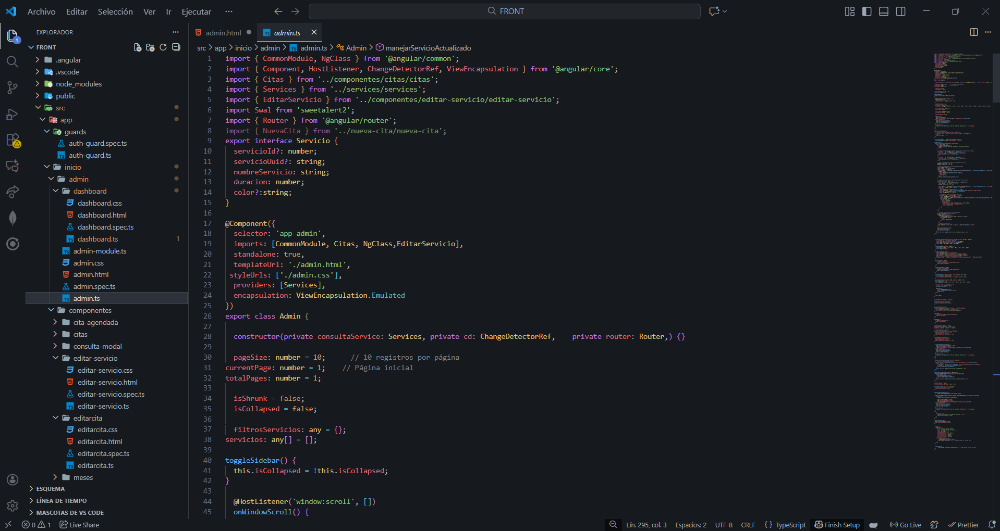 Archivo Editar Selección Ver Ir Ejecutar ··· FRONT
EXPLORADOR ···
FRONT
.angular
.vscode
node_modules
public
src
app
guards
auth-guard.spec.ts
auth-guard.ts
inicio
admin
dashboard
dashboard.css
dashboard.html
dashboard.spec.ts
dashboard.ts 1
admin-module.ts
admin.css
admin.html
admin.spec.ts
admin.ts
componentes
cita-agendada
citas
consulta-modal
editar-servicio
editar-servicio.css
editar-servicio.html
editar-servicio.spec.ts
editar-servicio.ts
editarcita
editarcita.css
editarcita.html
editarcita.spec.ts
editarcita.ts
meses
ESQUEMA
LÍNEA DE TIEMPO
MASCOTAS DE VS CODE
admin.html admin.ts
src > app > inicio > admin > admin.ts > Admin > manejarServicioActualizado
1 import { CommonModule, NgClass } from '@angular/common';
2 import { Component, HostListener, ChangeDetectorRef, ViewEncapsulation } from '@angular/core';
3 import { Citas } from '../componentes/citas/citas';
4 import { Services } from '../services/services';
5 import { EditarServicio } from '../componentes/editar-servicio/editar-servicio';
6 import Swal from 'sweetalert2';
7 import { Router } from '@angular/router';
8 import { NuevaCita } from '../nueva-cita/nueva-cita';
9 export interface Servicio {
10 servicioId?: number;
11 servicioUuid?: string;
12 nombreServicio: string;
13 duracion: number;
14 color?:string;
15 }
16
17 @Component({
18 selector: 'app-admin',
19 imports: [CommonModule, Citas, NgClass,EditarServicio],
20 standalone: true,
21 templateUrl: './admin.html',
22 styleUrls: ['./admin.css'],
23 providers: [Services],
24 encapsulation: ViewEncapsulation.Emulated
25 })
26 export class Admin {
27
28 constructor(private consultaService: Services, private cd: ChangeDetectorRef, private router: Router,) {}
29
30 pageSize: number = 10; // 10 registros por página
31 currentPage: number = 1; // Página inicial
32 totalPages: number = 1;
33
34 isShrunk = false;
35 isCollapsed = false;
36
37 filtrosServicios: any = {};
38 servicios: any[] = [];
39
40 toggleSidebar() {
41 this.isCollapsed = !this.isCollapsed;
42 }
43
44 @HostListener('window:scroll', [])
45 onWindowScroll() {
0 1 Live Share Lín. 295, col. 3 Espacios: 2 UTF-8 CRLF { } TypeScript Finish Setup Go Live Prettier